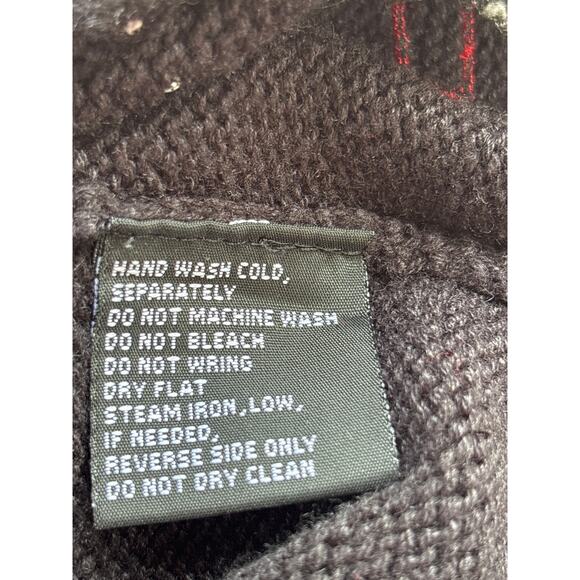 HAND WASH COLD,
SEPARATELY
DO NOT MACHINE WASH
DO NOT BLEACH
DO NOT WRING
DRY FLAT
STEAM IRON,LOW,
IF NEEDED,
REVERSE SIDE ONLY
DO NOT DRY CLEAN